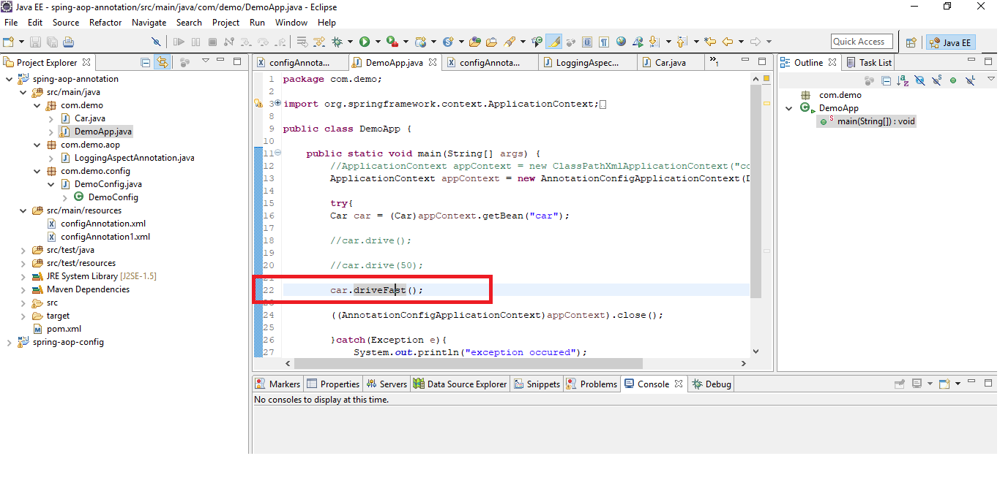 Java EE - sping-aop-annotation/src/main/java/com/demo/DemoApp.java - Eclipse
File Edit Source Refactor Navigate Search Project Run Window Help
Quick Access
Java EE
Project Explorer
sping-aop-annotation
src/main/java
com.demo
Car.java
DemoApp.java
com.demo.aop
LoggingAspectAnnotation.java
com.demo.config
DemoConfig.java
DemoConfig
src/main/resources
configAnnotation.xml
configAnnotation1.xml
src/test/java
src/test/resources
JRE System Library [J2SE-1.5]
Maven Dependencies
src
target
pom.xml
spring-aop-config
configAnnota... DemoApp.java configAnnota... LoggingAspec... Car.java »1
1 package com.demo;
2
3 import org.springframework.context.ApplicationContext;
8
9 public class DemoApp {
10
11 public static void main(String[] args) {
12 //ApplicationContext appContext = new ClassPathXmlApplicationContext("co
13 ApplicationContext appContext = new AnnotationConfigApplicationContext(
14
15 try{
16 Car car = (Car)appContext.getBean("car");
17
18 //car.drive();
19
20 //car.drive(50);
22 car.driveFast();
24 ((AnnotationConfigApplicationContext)appContext).close();
25
26 }catch(Exception e){
27 System.out.println("exception occured");
Outline Task List
com.demo
DemoApp
main(String[]) : void
Markers Properties Servers Data Source Explorer Snippets Problems Console Debug
No consoles to display at this time.